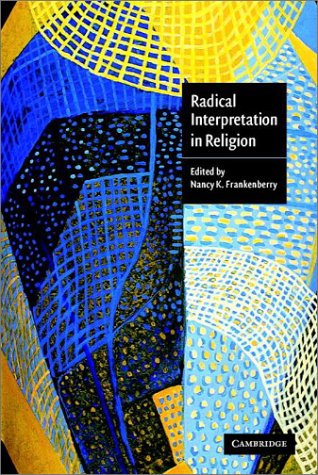 Radical
Interpretation
in Religion
Edited by
Nancy K. Frankenberry
CAMBRIDGE